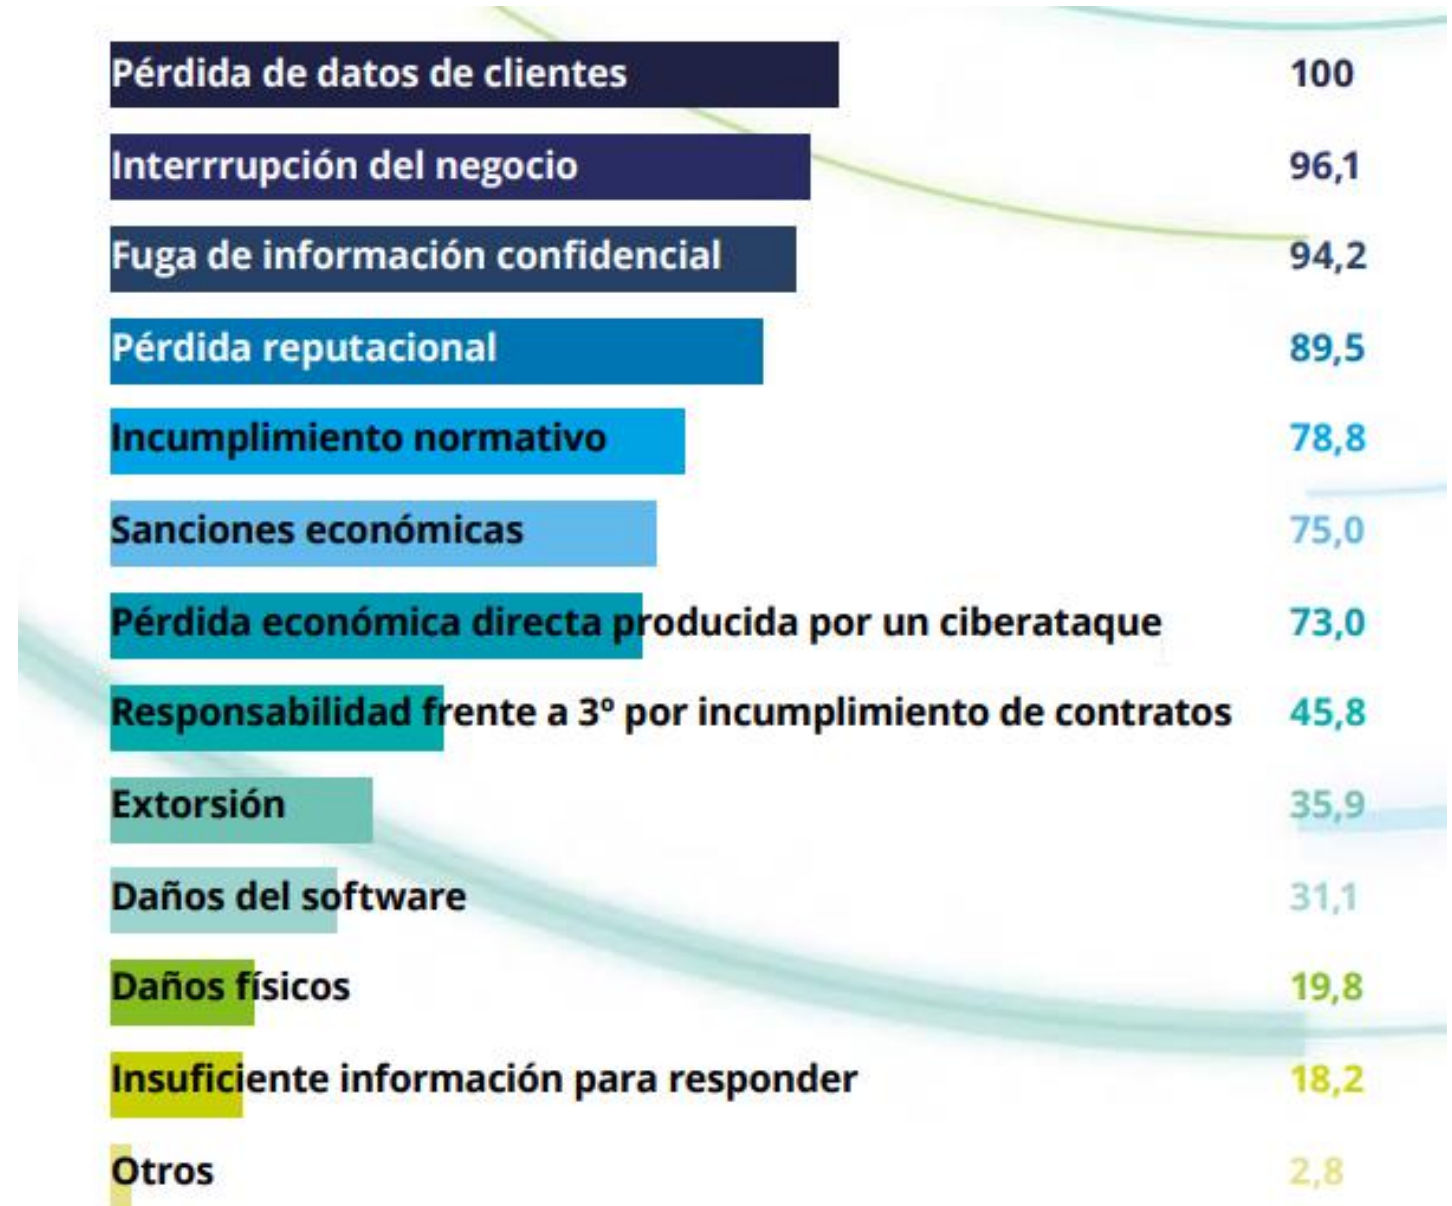 Pérdida de datos de clientes 100
Interrrupción del negocio 96,1
Fuga de información confidencial 94,2
Pérdida reputacional 89,5
Incumplimiento normativo 78,8
Sanciones económicas 75,0
Pérdida económica directa producida por un ciberataque 73,0
Responsabilidad frente a 3º por incumplimiento de contratos 45,8
Extorsión 35,9
Daños del software 31,1
Daños físicos 19,8
Insuficiente información para responder 18,2
Otros 2,8